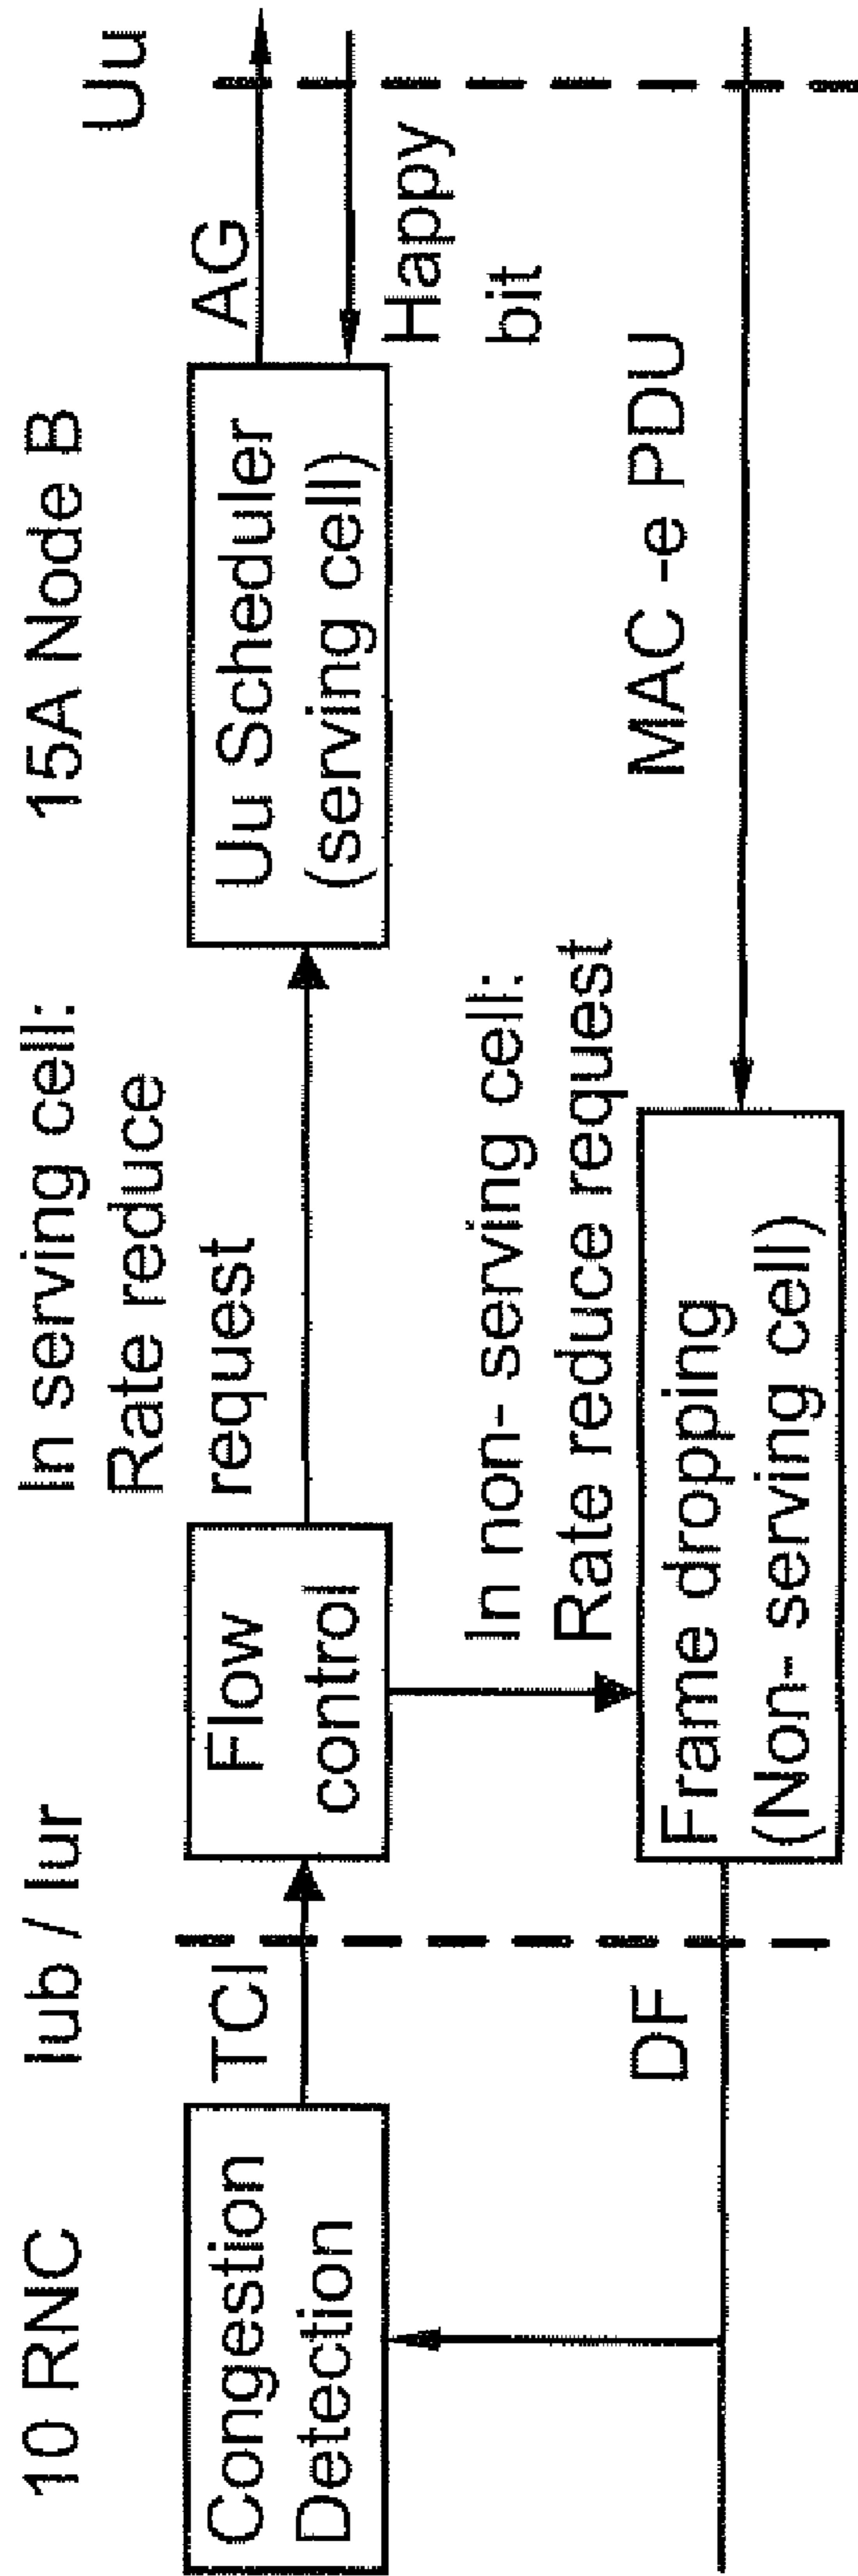 10 RNC
Iub / Iur
15A Node B
Uu
Congestion
Detection
TCI
Flow
control
In serving cell:
Rate reduce
request
Uu Scheduler
(serving cell)
AG
Happy
bit
In non- serving cell:
Rate reduce request
DF
Frame dropping
(Non- serving cell)
MAC -e PDU